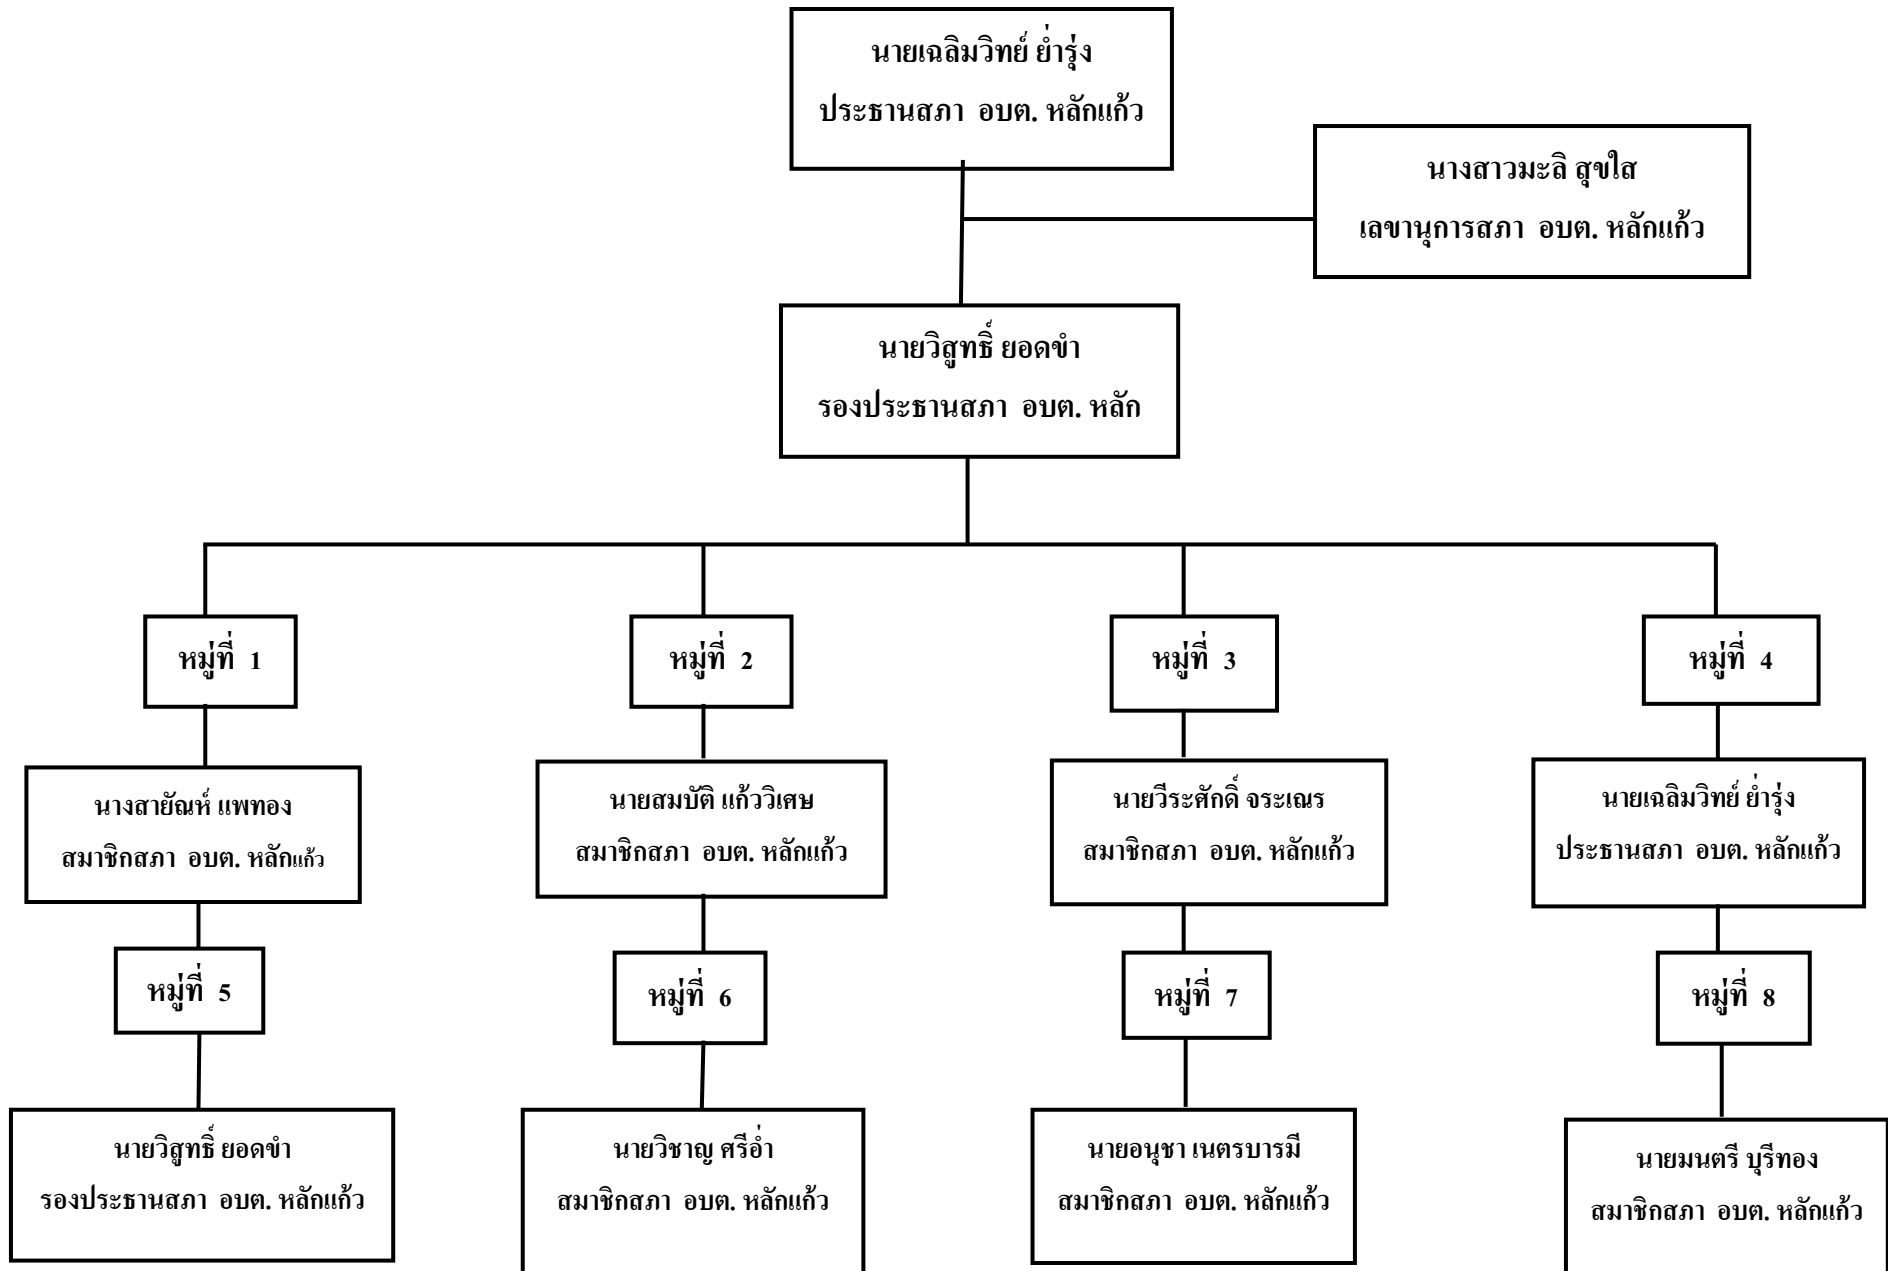 นายเฉลิมวิทย์ ย่ำรุ่ง
ประธานสภา อบต. หลักแก้ว
นางสาวมะลิ สุขใส
เลขานุการสภา อบต. หลักแก้ว
นายวิสูทธิ์ ยอดขำ
รองประธานสภา อบต. หลัก
หมู่ที่ 1
หมู่ที่ 2
หมู่ที่ 3
หมู่ที่ 4
นางสายัณห์ แพทอง
สมาชิกสภา อบต. หลักแก้ว
นายสมบัติ แก้ววิเศษ
สมาชิกสภา อบต. หลักแก้ว
นายวีระศักดิ์ จระเณร
สมาชิกสภา อบต. หลักแก้ว
นายเฉลิมวิทย์ ย่ำรุ่ง
ประธานสภา อบต. หลักแก้ว
หมู่ที่ 5
หมู่ที่ 6
หมู่ที่ 7
หมู่ที่ 8
นายวิสูทธิ์ ยอดขำ
รองประธานสภา อบต. หลักแก้ว
นายวิชาญ ศรีอ่ำ
สมาชิกสภา อบต. หลักแก้ว
นายอนุชา เนตรบารมี
สมาชิกสภา อบต. หลักแก้ว
นายมนตรี บุรีทอง
สมาชิกสภา อบต. หลักแก้ว